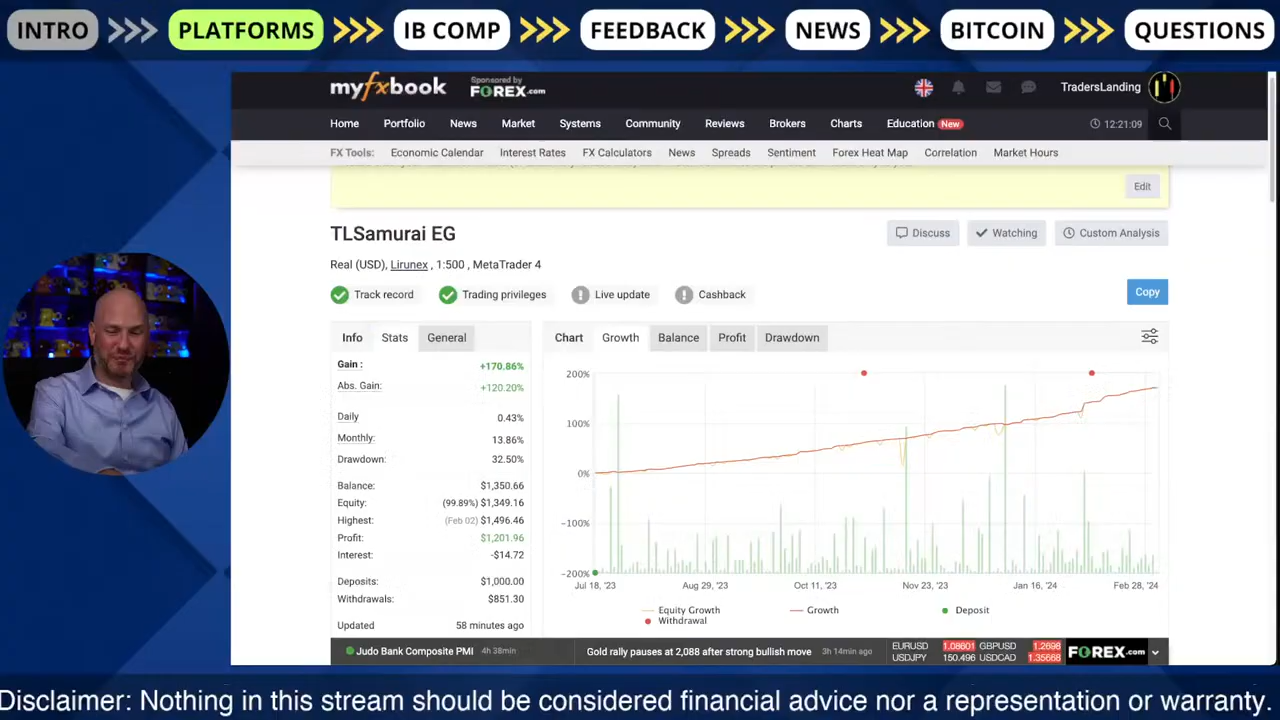 INTRO >>> PLATFORMS >>> IB COMP >>> FEEDBACK >>> NEWS >>> BITCOIN >>> QUESTIONS
myfxbook Sponsored by FOREX.com TradersLanding
Home Portfolio News Market Systems Community Reviews Brokers Charts Education New 12:21:09
FX Tools: Economic Calendar Interest Rates FX Calculators News Spreads Sentiment Forex Heat Map Correlation Market Hours
Edit
TLSamurai EG Discuss Watching Custom Analysis
Real (USD), Lirunex , 1:500 , MetaTrader 4
Track record Trading privileges Live update Cashback Copy
Info Stats General
Gain : +170.86%
Abs. Gain: +120.20%
Daily 0.43%
Monthly: 13.86%
Drawdown: 32.50%
Balance: $1,350.66
Equity: (99.89%) $1,349.16
Highest: (Feb 02) $1,496.46
Profit: $1,201.96
Interest: -$14.72
Deposits: $1,000.00
Withdrawals: $851.30
Updated 58 minutes ago
Chart Growth Balance Profit Drawdown
200%
100%
0%
-100%
-200%
Jul 18, '23 Aug 29, '23 Oct 11, '23 Nov 23, '23 Jan 16, '24 Feb 28, '24
Equity Growth Growth Deposit
Withdrawal
Judo Bank Composite PMI 4h 38min Gold rally pauses at 2,088 after strong bullish move 3h 14min ago
EURUSD 1.08601 GBPUSD 1.2696
USDJPY 150.496 USDCAD 1.35668
FOREX.com
Disclaimer: Nothing in this stream should be considered financial advice nor a representation or warranty.